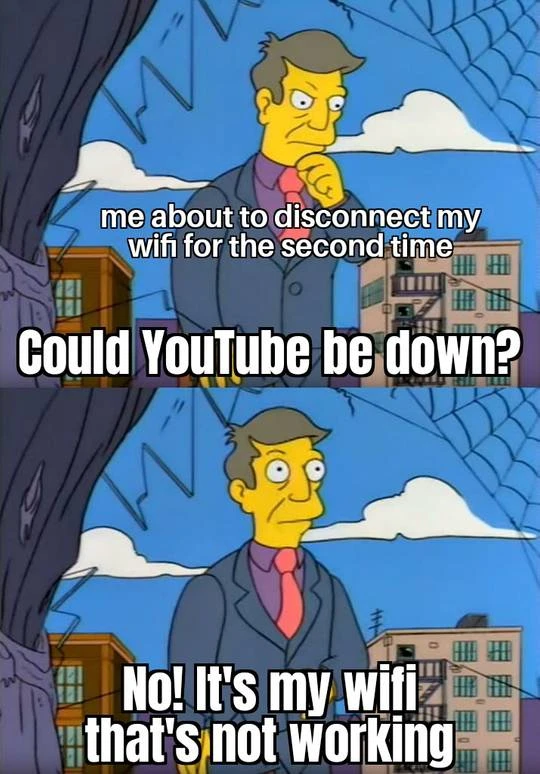 me about to disconnect my
wifi for the second time
Could YouTube be down?
No! It's my wifi
that's not working